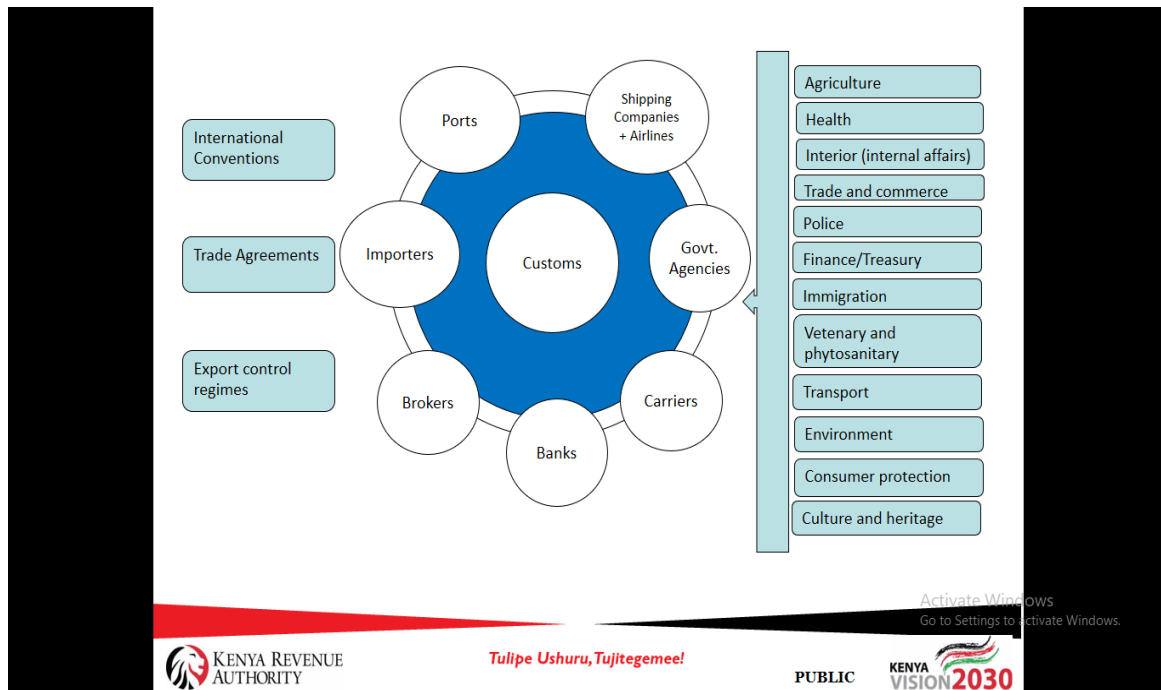 International
Conventions
Trade Agreements
Export control
regimes
Ports
Shipping
Companies
+ Airlines
Importers
Customs
Govt.
Agencies
Brokers
Banks
Carriers
Agriculture
Health
Interior (internal affairs)
Trade and commerce
Police
Finance/Treasury
Immigration
Vetenary and
phytosanitary
Transport
Environment
Consumer protection
Culture and heritage
Activate Windows
Go to Settings to activate Windows.
KENYA REVENUE
AUTHORITY
Tulipe Ushuru, Tujitegemee!
PUBLIC
KENYA
VISION 2030